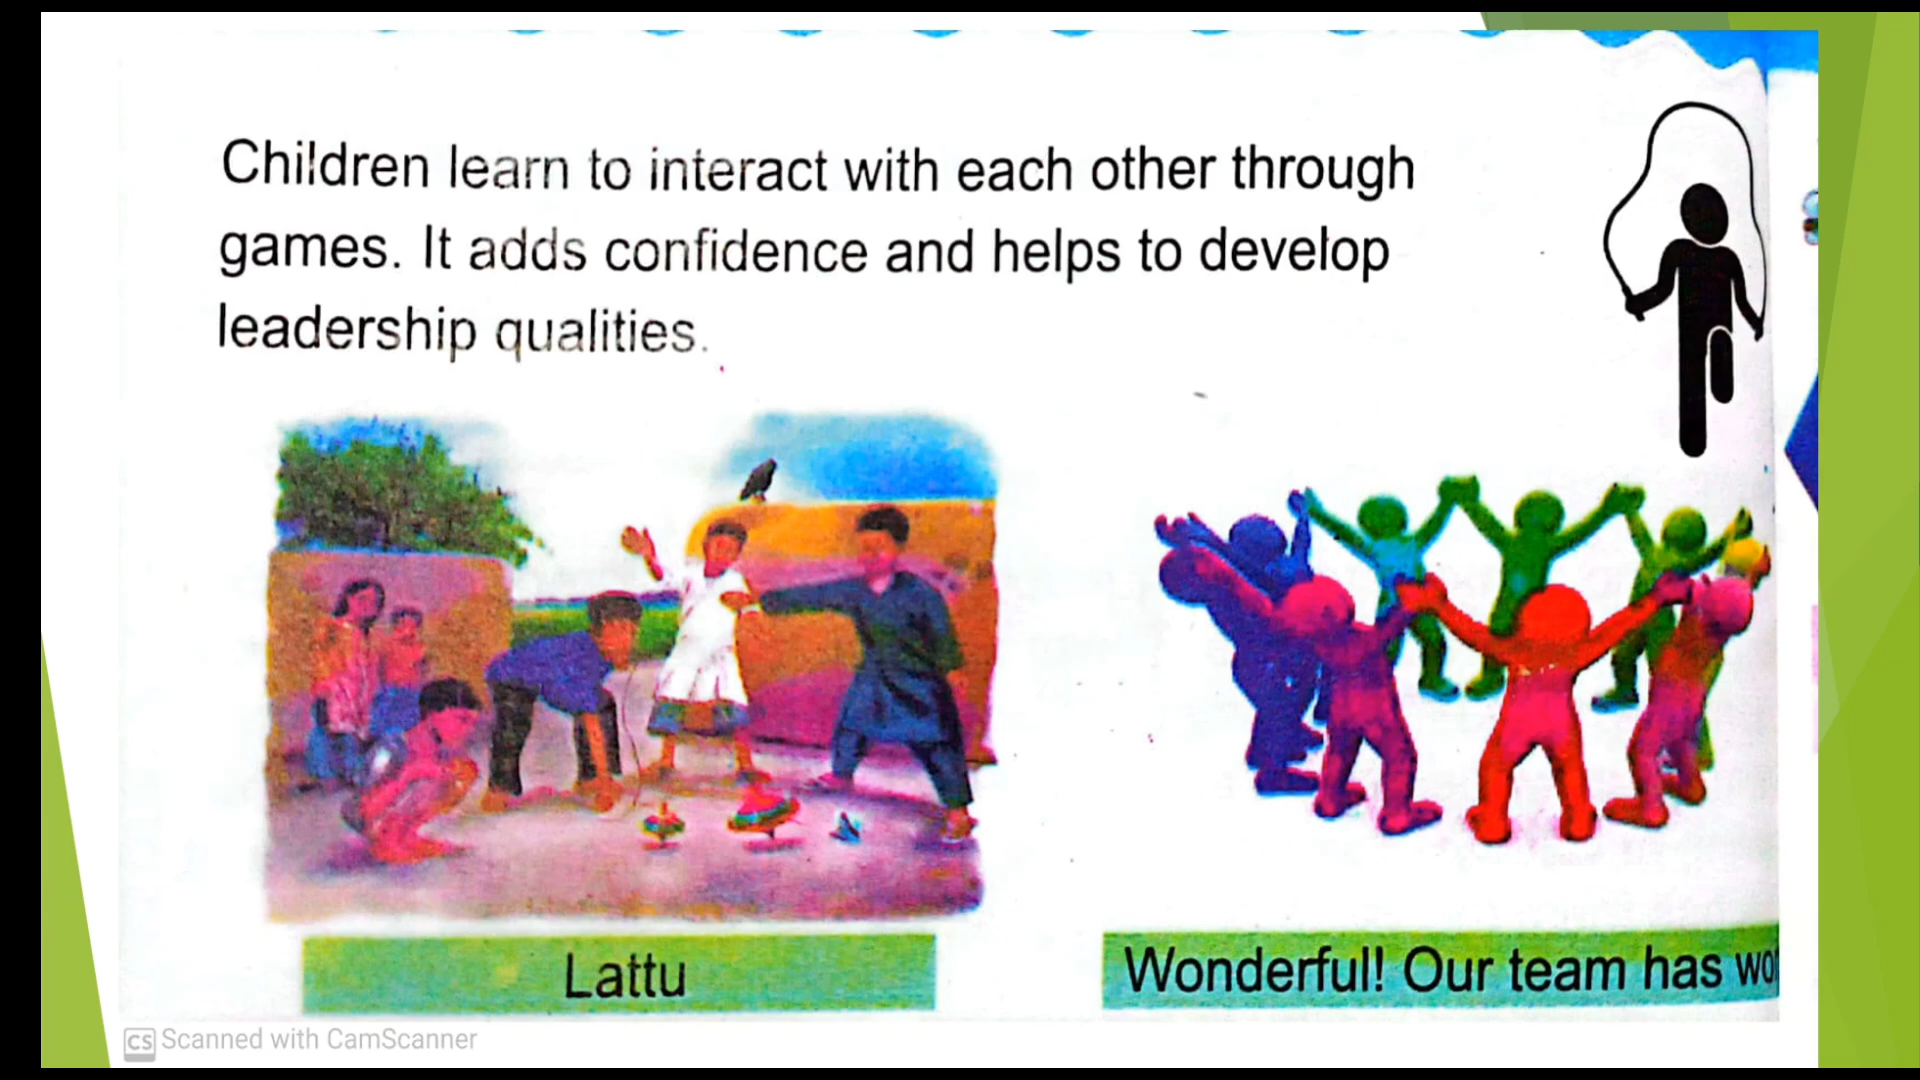 Children learn to interact with each other through
games. It adds confidence and helps to develop
leadership qualities.
Lattu
Wonderful! Our team has
CS Scanned with CamScanner